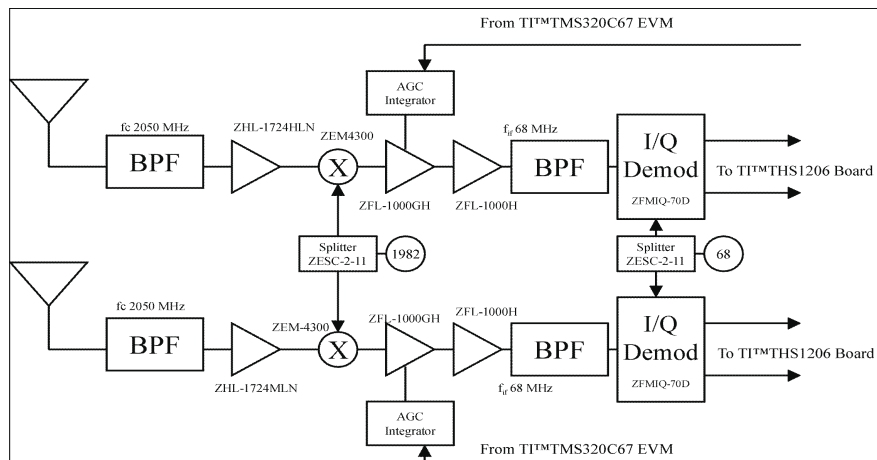 From TI™TMS320C67 EVM
AGC
Integrator
fc 2050 MHz
ZHL-1724HLN
ZEM4300
fif 68 MHz
BPF
X
BPF
I/Q
Demod
ZFMIQ-70D
To TI™THS1206 Board
ZFL-1000GH
ZFL-1000H
Splitter
ZESC-2-11
1982
Splitter
ZESC-2-11
68
fc 2050 MHz
ZEM-4300
ZFL-1000GH
ZFL-1000H
BPF
X
BPF
I/Q
Demod
ZFMIQ-70D
To TI™THS1206 Board
ZHL-1724MLN
fif 68 MHz
AGC
Integrator
From TI™TMS320C67 EVM